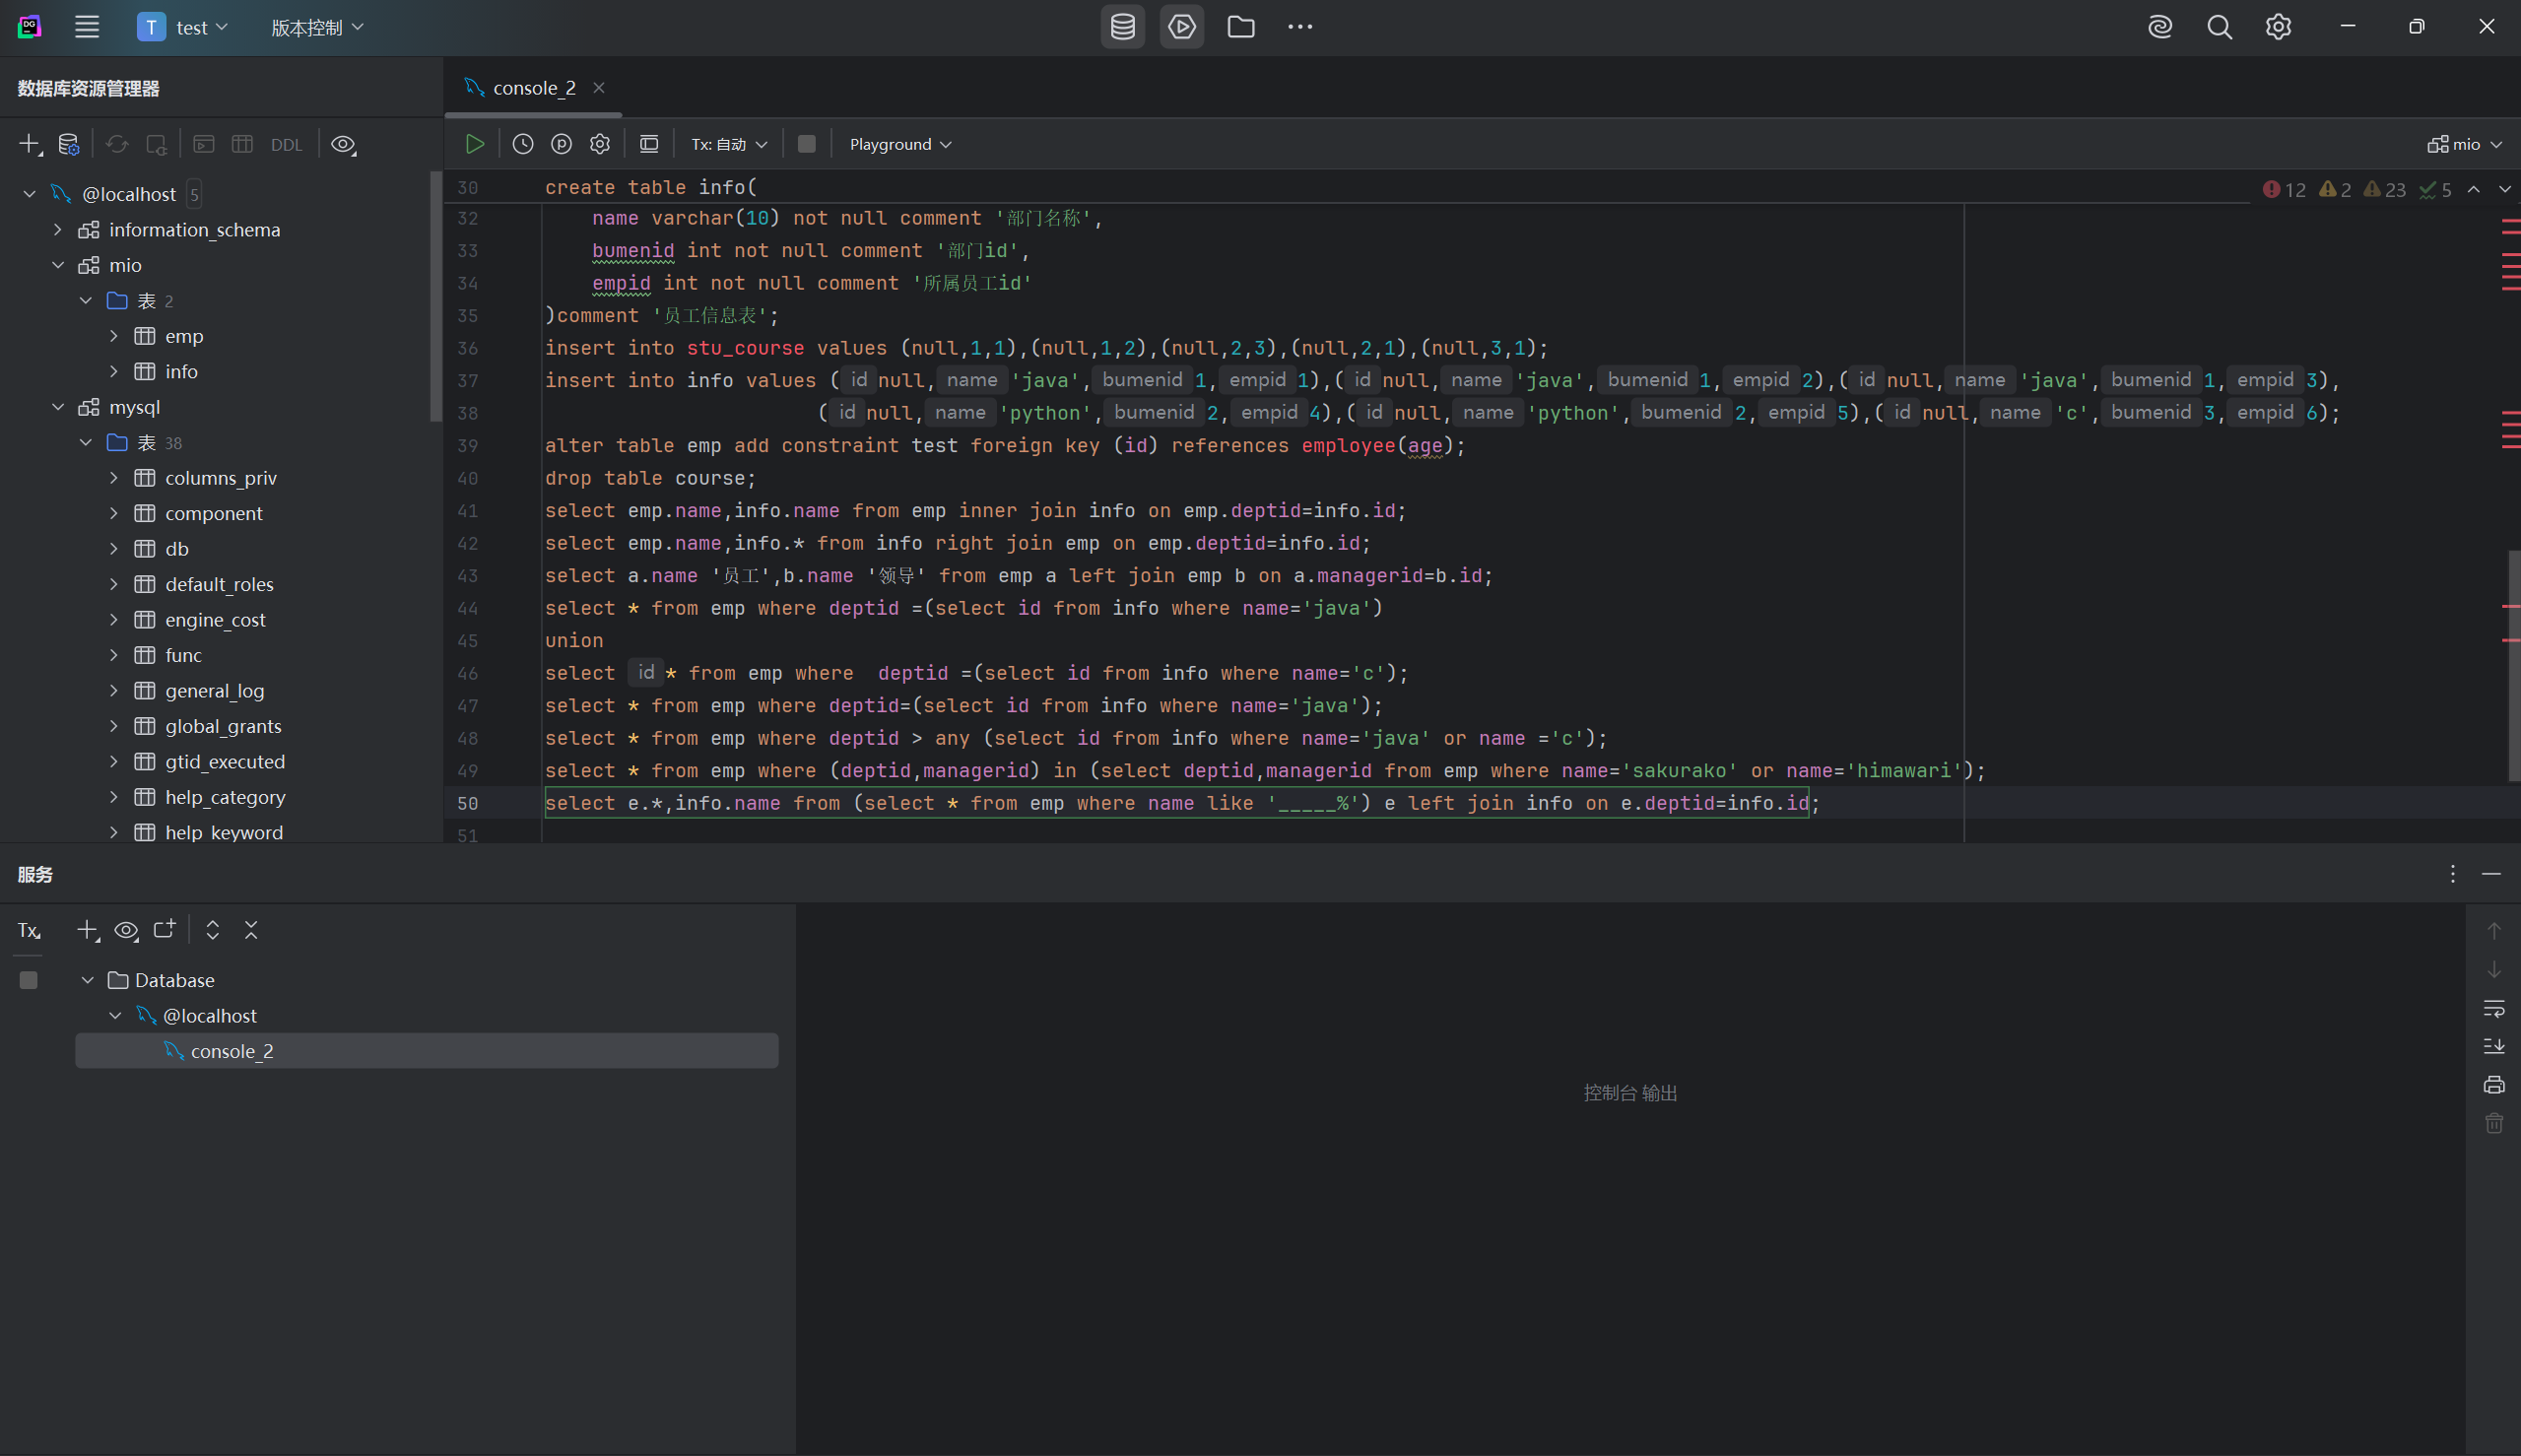 DG
T test 版本控制
数据库资源管理器
console_2
DDL
Tx: 自动 Playground mio
@localhost 5
information_schema
mio
表 2
emp
info
mysql
表 38
columns_priv
component
db
default_roles
engine_cost
func
general_log
global_grants
gtid_executed
help_category
help_keyword
12 2 23 5
30 create table info(
32 name varchar(10) not null comment '部门名称',
33 bumenid int not null comment '部门id',
34 empid int not null comment '所属员工id'
35 )comment '员工信息表';
36 insert into stu_course values (null,1,1),(null,1,2),(null,2,3),(null,2,1),(null,3,1);
37 insert into info values ( id null, name 'java', bumenid 1, empid 1),( id null, name 'java', bumenid 1, empid 2),( id null, name 'java', bumenid 1, empid 3),
38 ( id null, name 'python', bumenid 2, empid 4),( id null, name 'python', bumenid 2, empid 5),( id null, name 'c', bumenid 3, empid 6);
39 alter table emp add constraint test foreign key (id) references employee(age);
40 drop table course;
41 select emp.name,info.name from emp inner join info on emp.deptid=info.id;
42 select emp.name,info.* from info right join emp on emp.deptid=info.id;
43 select a.name '员工',b.name '领导' from emp a left join emp b on a.managerid=b.id;
44 select * from emp where deptid =(select id from info where name='java')
45 union
46 select id * from emp where  deptid =(select id from info where name='c');
47 select * from emp where deptid=(select id from info where name='java');
48 select * from emp where deptid > any (select id from info where name='java' or name ='c');
49 select * from emp where (deptid,managerid) in (select deptid,managerid from emp where name='sakurako' or name='himawari');
50 select e.*,info.name from (select * from emp where name like '_____%') e left join info on e.deptid=info.id;
51
服务
Tx
Database
@localhost
console_2
控制台 输出